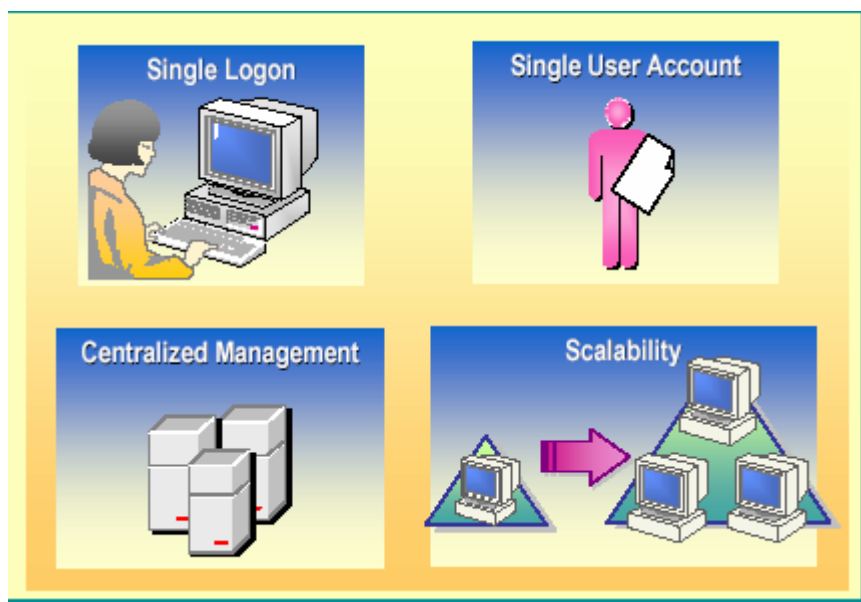 Single Logon
Single User Account
Centralized Management
Scalability